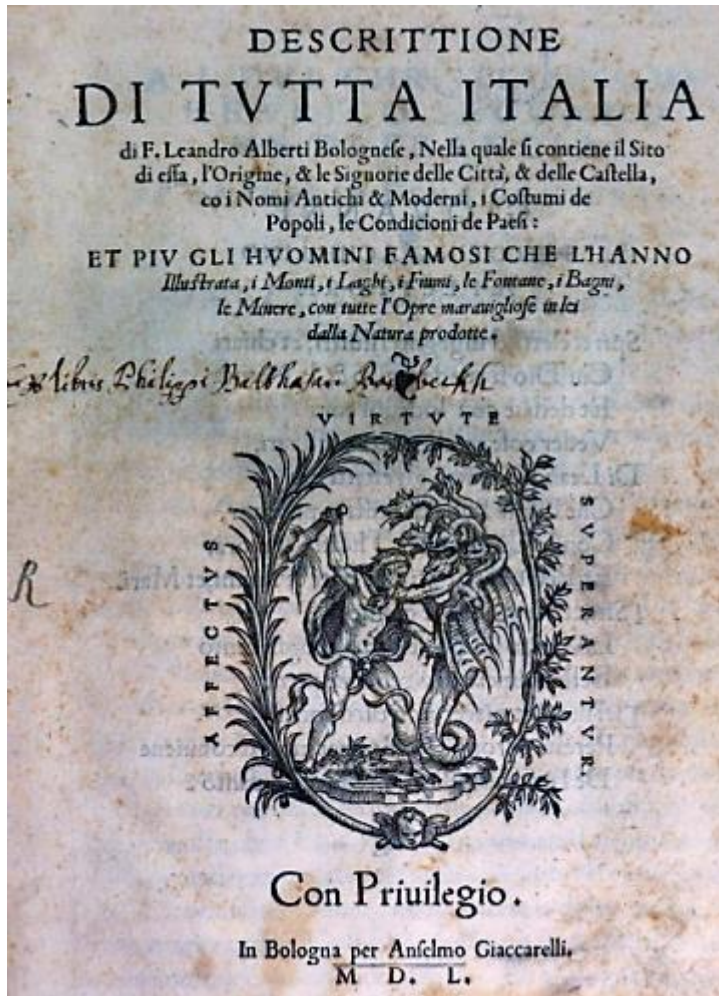 DESCRITTIONE
DI TVTTA ITALIA
di F. Leandro Alberti Bologneſe, Nella quale ſi contiene il Sito
di eſſa, l'Origine, & le Signorie delle Città, & delle Caſtella,
co i Nomi Antichi & Moderni, i Coſtumi de
Popoli, le Condicioni de Paeſi:
ET PIV GLI HVOMINI FAMOSI CHE L'HANNO
Illuſtrata, i Monti, i Laghi, i Fiumi, le Fontane, i Bagni,
le Minere, con tutte l'Opre marauiglioſe in lei
dalla Natura prodotte.
Ex libris Philippi Balthasari
VIRTVTE
AFFECTVS
SVPERANTVR
R
Con Priuilegio.
In Bologna per Anſelmo Giaccarelli.
M D. L.